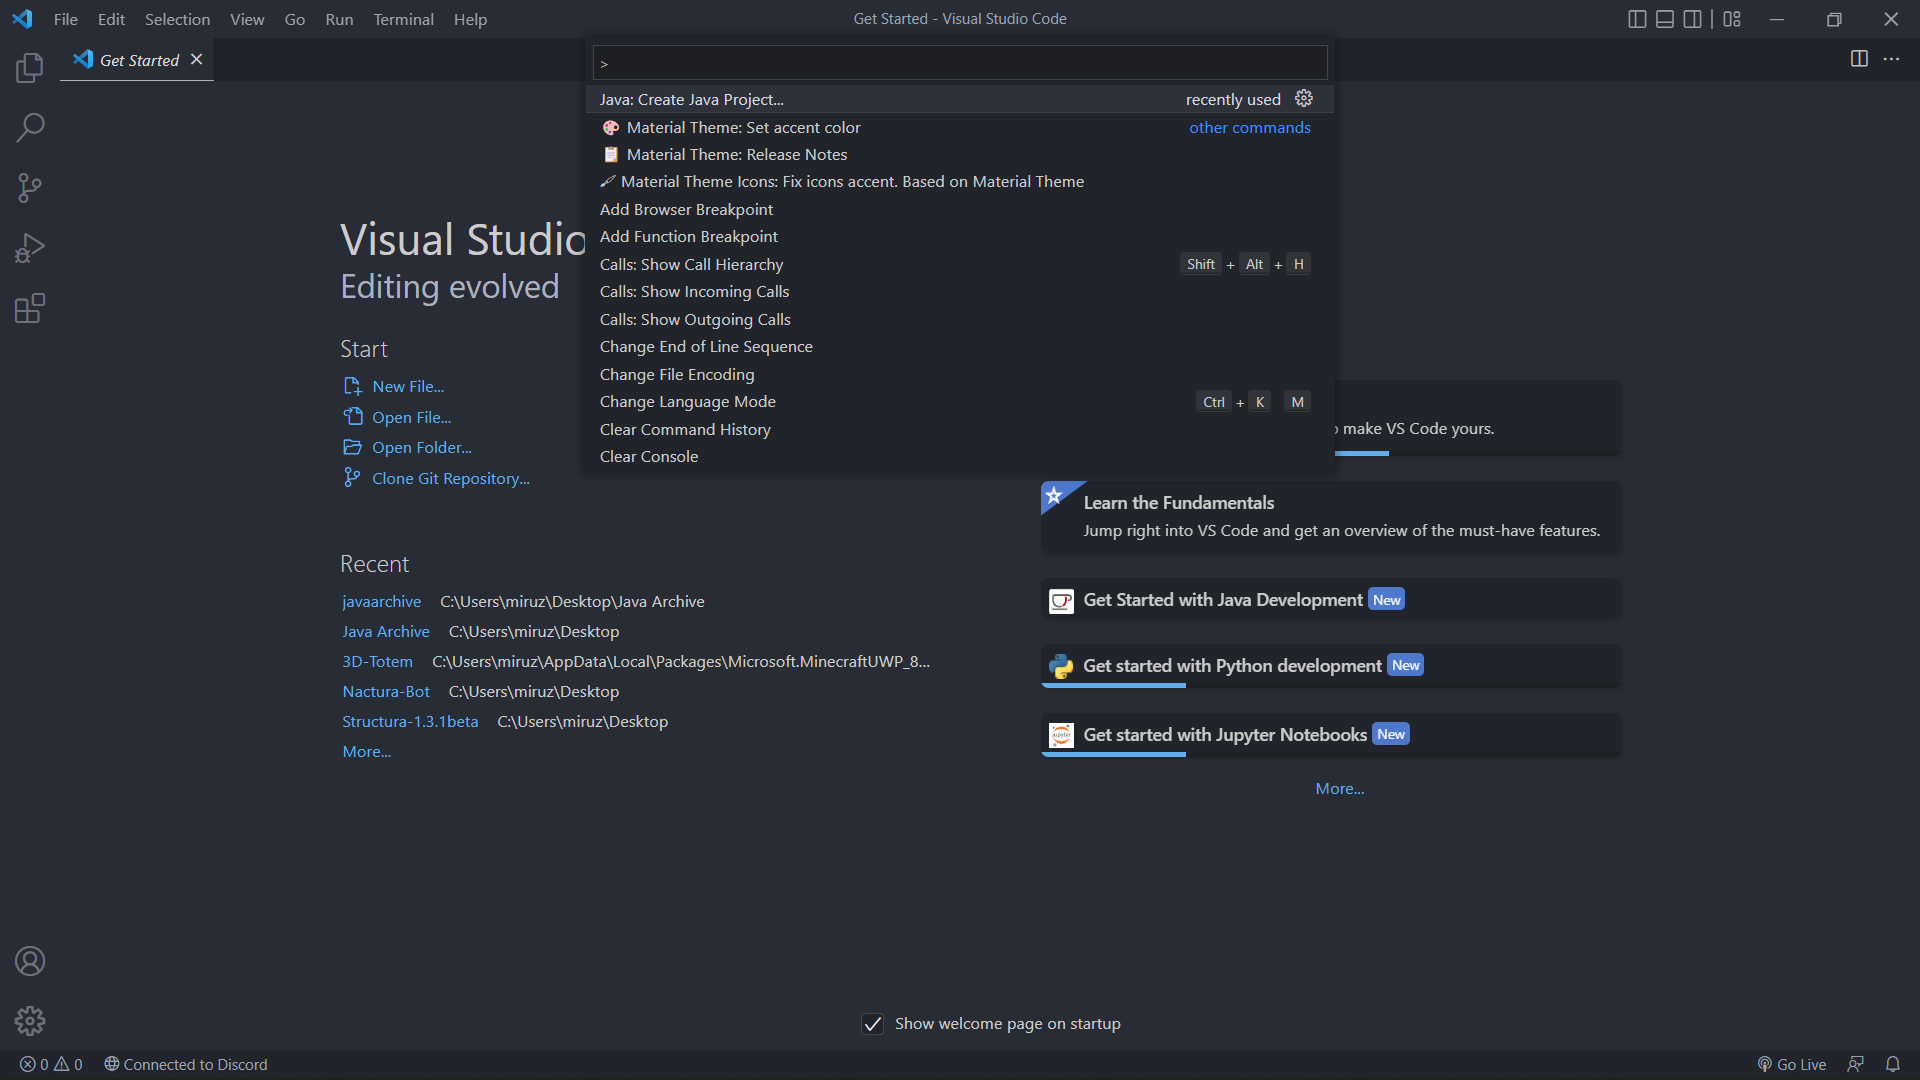 File Edit Selection View Go Run Terminal Help
Get Started - Visual Studio Code
Get Started
>
Java: Create Java Project...
recently used
Material Theme: Set accent color
other commands
Material Theme: Release Notes
Material Theme Icons: Fix icons accent. Based on Material Theme
Add Browser Breakpoint
Add Function Breakpoint
Calls: Show Call Hierarchy
Shift + Alt + H
Calls: Show Incoming Calls
Calls: Show Outgoing Calls
Change End of Line Sequence
Change File Encoding
Change Language Mode
Ctrl + K M
Clear Command History
Clear Console
Visual Studio
Editing evolved
Start
New File...
Open File...
Open Folder...
Clone Git Repository...
Recent
javaarchive C:\Users\miruz\Desktop\Java Archive
Java Archive C:\Users\miruz\Desktop
3D-Totem C:\Users\miruz\AppData\Local\Packages\Microsoft.MinecraftUWP_8...
Nactura-Bot C:\Users\miruz\Desktop
Structura-1.3.1beta C:\Users\miruz\Desktop
More...
make VS Code yours.
Learn the Fundamentals
Jump right into VS Code and get an overview of the must-have features.
Get Started with Java Development New
Get started with Python development New
jupyter
Get started with Jupyter Notebooks New
More...
Show welcome page on startup
0 0 Connected to Discord
Go Live